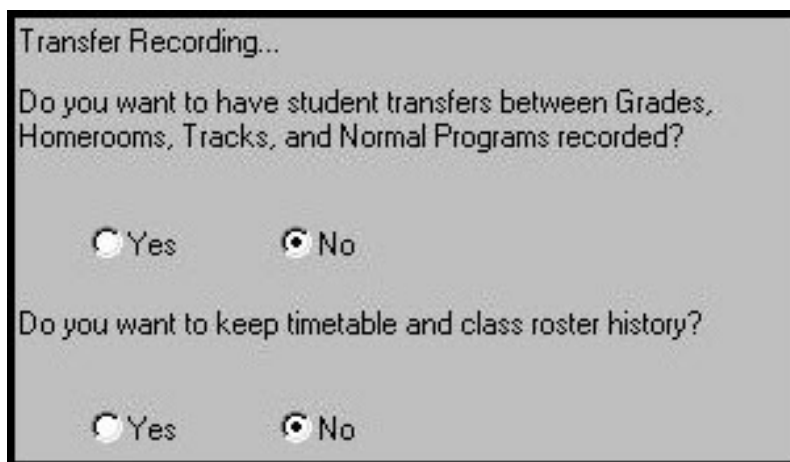 Transfer Recording...
Do you want to have student transfers between Grades,
Homerooms, Tracks, and Normal Programs recorded?
Yes No
Do you want to keep timetable and class roster history?
Yes No